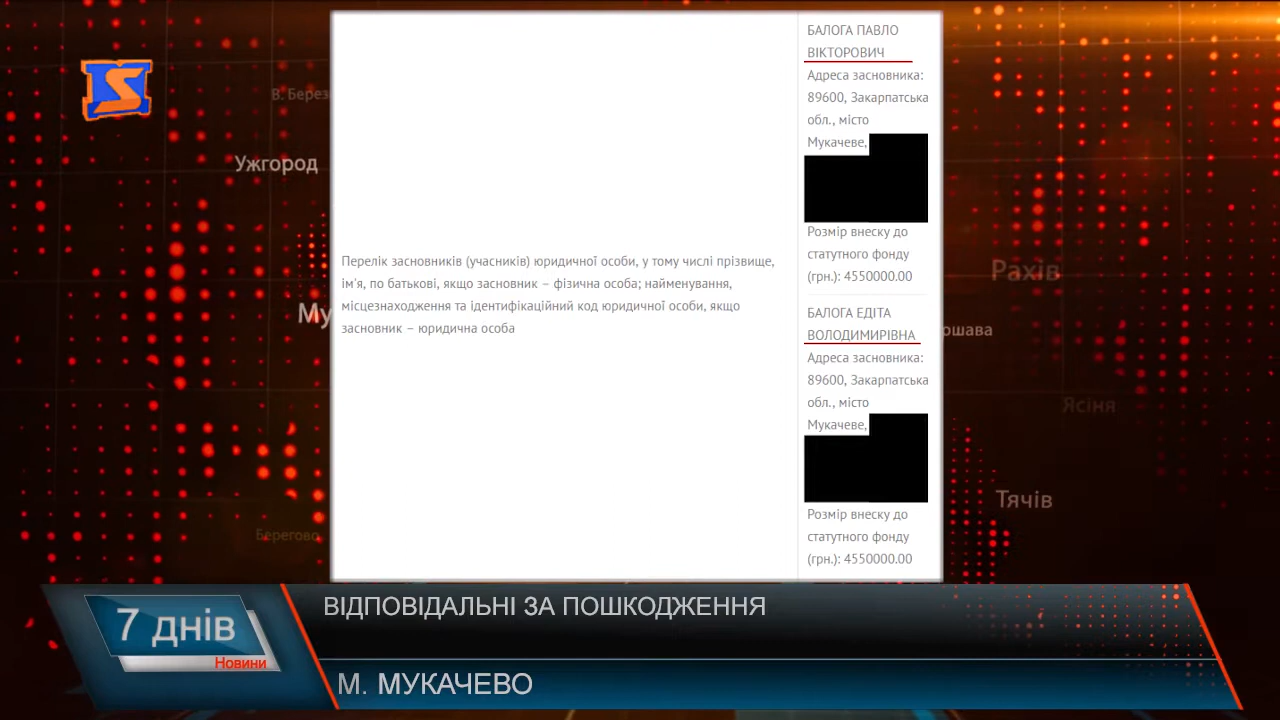 В. Берез
Ужгород
Му
Берегово
Перелік засновників (учасників) юридичної особи, у тому числі прізвище,
ім'я, по батькові, якщо засновник – фізична особа; найменування,
місцезнаходження та ідентифікаційний код юридичної особи, якщо
засновник – юридична особа
БАЛОГА ПАВЛО
ВІКТОРОВИЧ
Адреса засновника:
89600, Закарпатська
обл., місто
Мукачеве,
Розмір внеску до
статутного фонду
(грн.): 4550000.00
БАЛОГА ЕДІТА
ВОЛОДИМИРІВНА
Адреса засновника:
89600, Закарпатська
обл., місто
Мукачеве,
Розмір внеску до
статутного фонду
(грн.): 4550000.00
Рахів
ошава
Ясіня
Тячів
7 днів
Новини
ВІДПОВІДАЛЬНІ ЗА ПОШКОДЖЕННЯ
М. МУКАЧЕВО